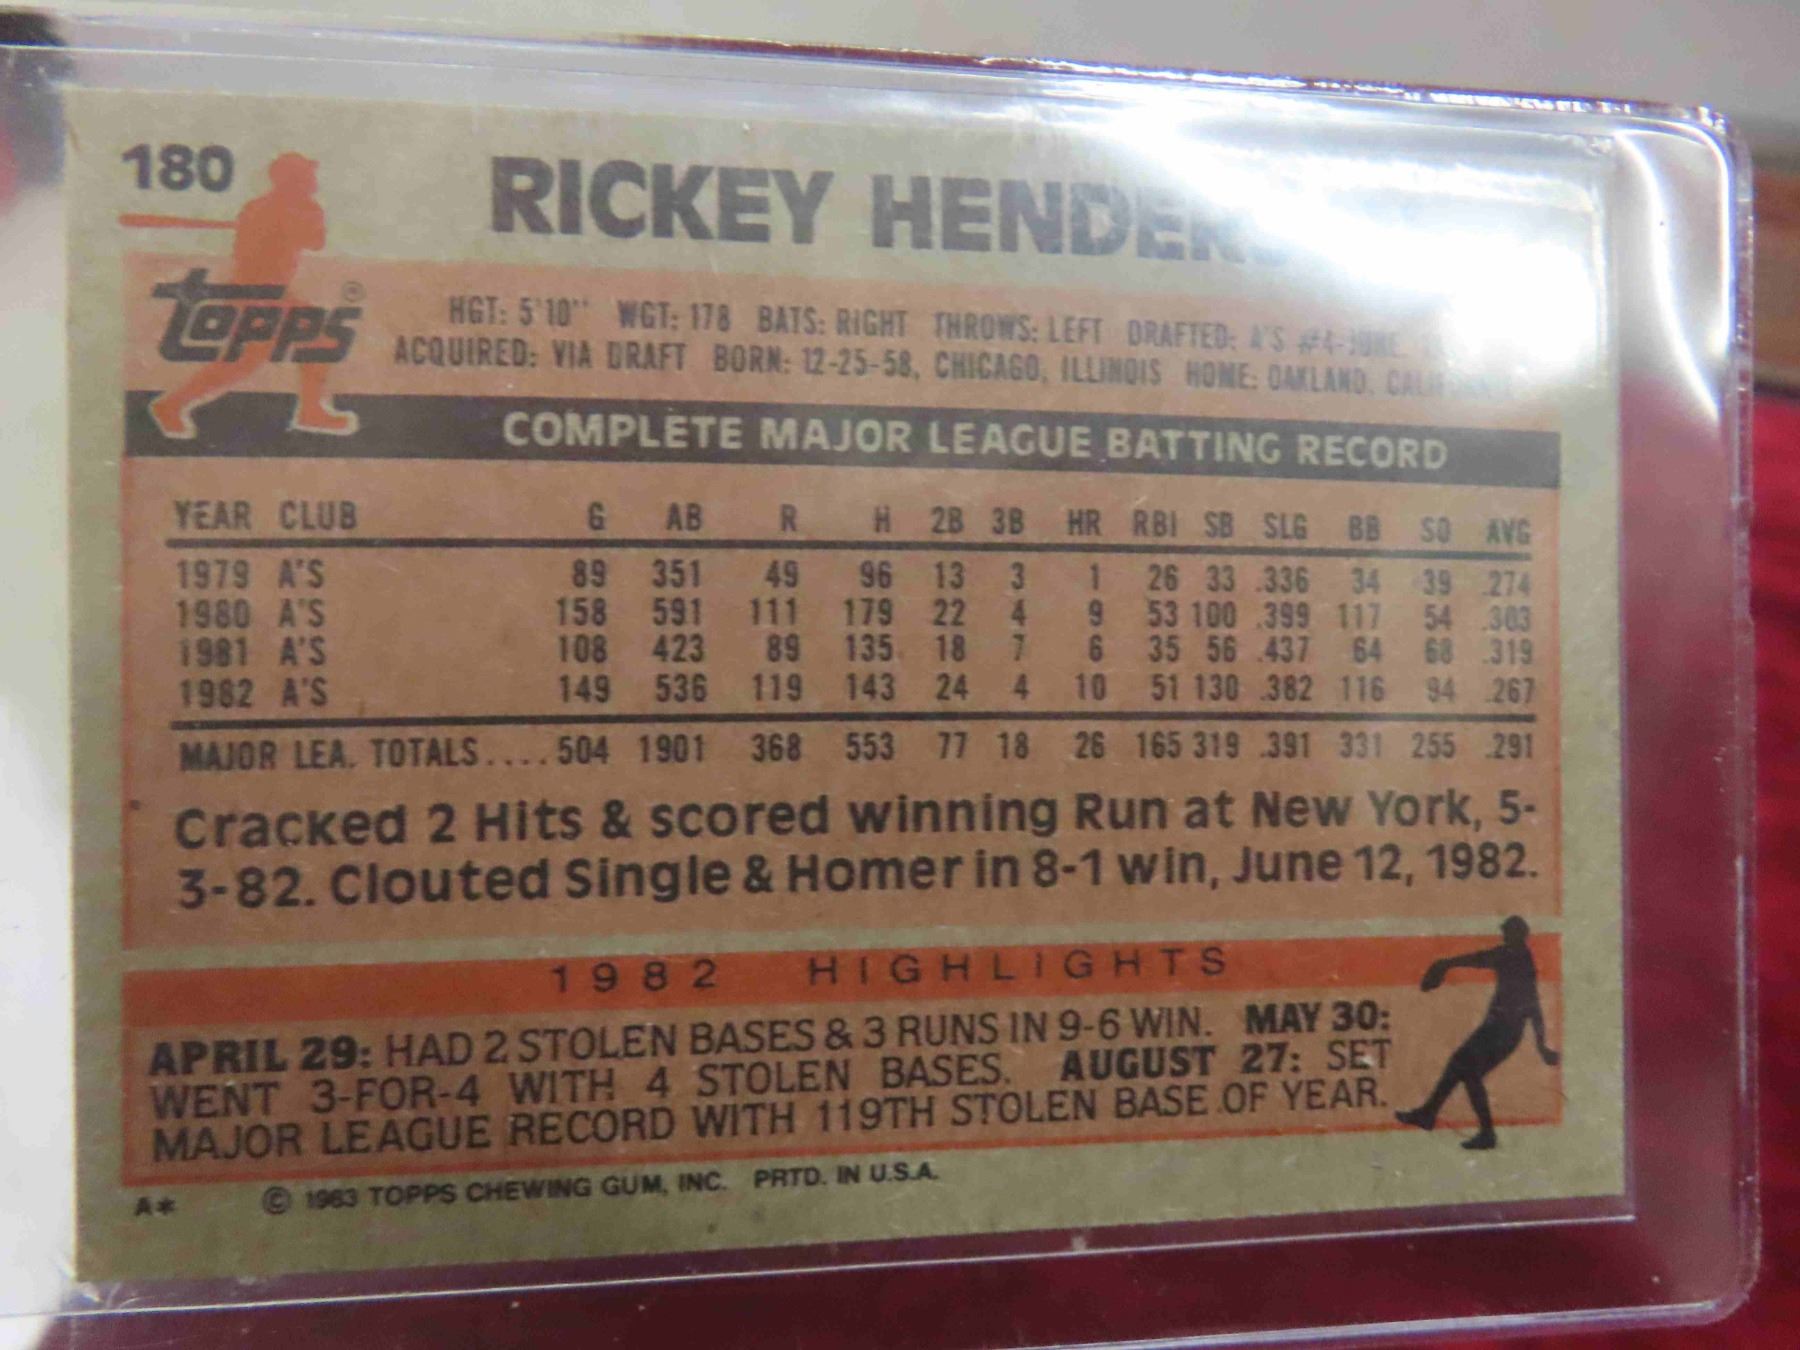 180
RICKEY
topps®
HGT: 5'10" WGT: 178 BATS: RIGHT THROWS: LEFT DRAFTED: A'S #4-JUNE
ACQUIRED: VIA DRAFT BORN: 12-25-58, CHICAGO, ILLINOIS HOME: OAKLAND,
COMPLETE MAJOR LEAGUE BATTING RECORD
YEAR CLUB G AB R H 2B 3B HR RBI SB SLG BB SO AVG
1979 A'S 89 351 49 96 13 3 1 26 33 .336 34 39 .274
1980 A'S 158 591 111 179 22 4 9 53 100 .399 117 54 .303
1981 A'S 108 423 89 135 18 7 6 35 56 .437 64 68 .319
1982 A'S 149 536 119 143 24 4 10 51 130 .382 116 94 .267
MAJOR LEA. TOTALS.... 504 1901 368 553 77 18 26 165 319 .391 331 255 .291
Cracked 2 Hits & scored winning Run at New York, 5-
3-82. Clouted Single & Homer in 8-1 win, June 12, 1982.
1982 HIGHLIGHTS
APRIL 29: HAD 2 STOLEN BASES & 3 RUNS IN 9-6 WIN. MAY 30:
WENT 3-FOR-4 WITH 4 STOLEN BASES. AUGUST 27: SET
MAJOR LEAGUE RECORD WITH 119TH STOLEN BASE OF YEAR.
A* © 1983 TOPPS CHEWING GUM, INC. PRTD. IN U.S.A.